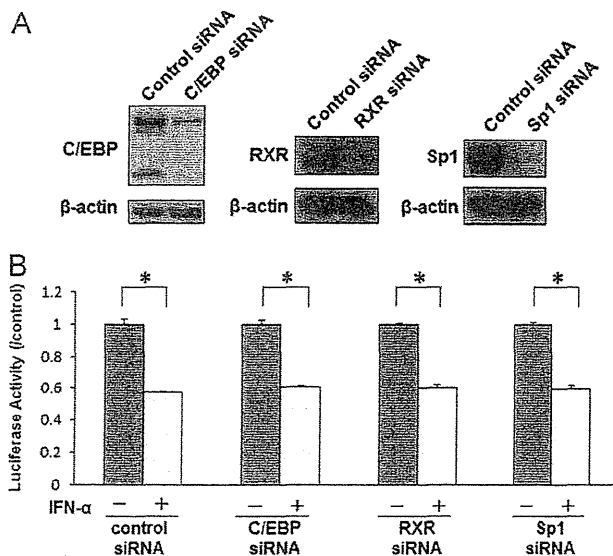 A
Control siRNA
C/EBP siRNA
Control siRNA
RXR siRNA
Control siRNA
Sp1 siRNA
C/EBP
RXR
Sp1
β-actin
β-actin
β-actin
B
* * * *
Luciferase Activity (/control)
1.2
1
0.8
0.6
0.4
0.2
0
IFN-α − + − + − + − +
control siRNA
C/EBP siRNA
RXR siRNA
Sp1 siRNA